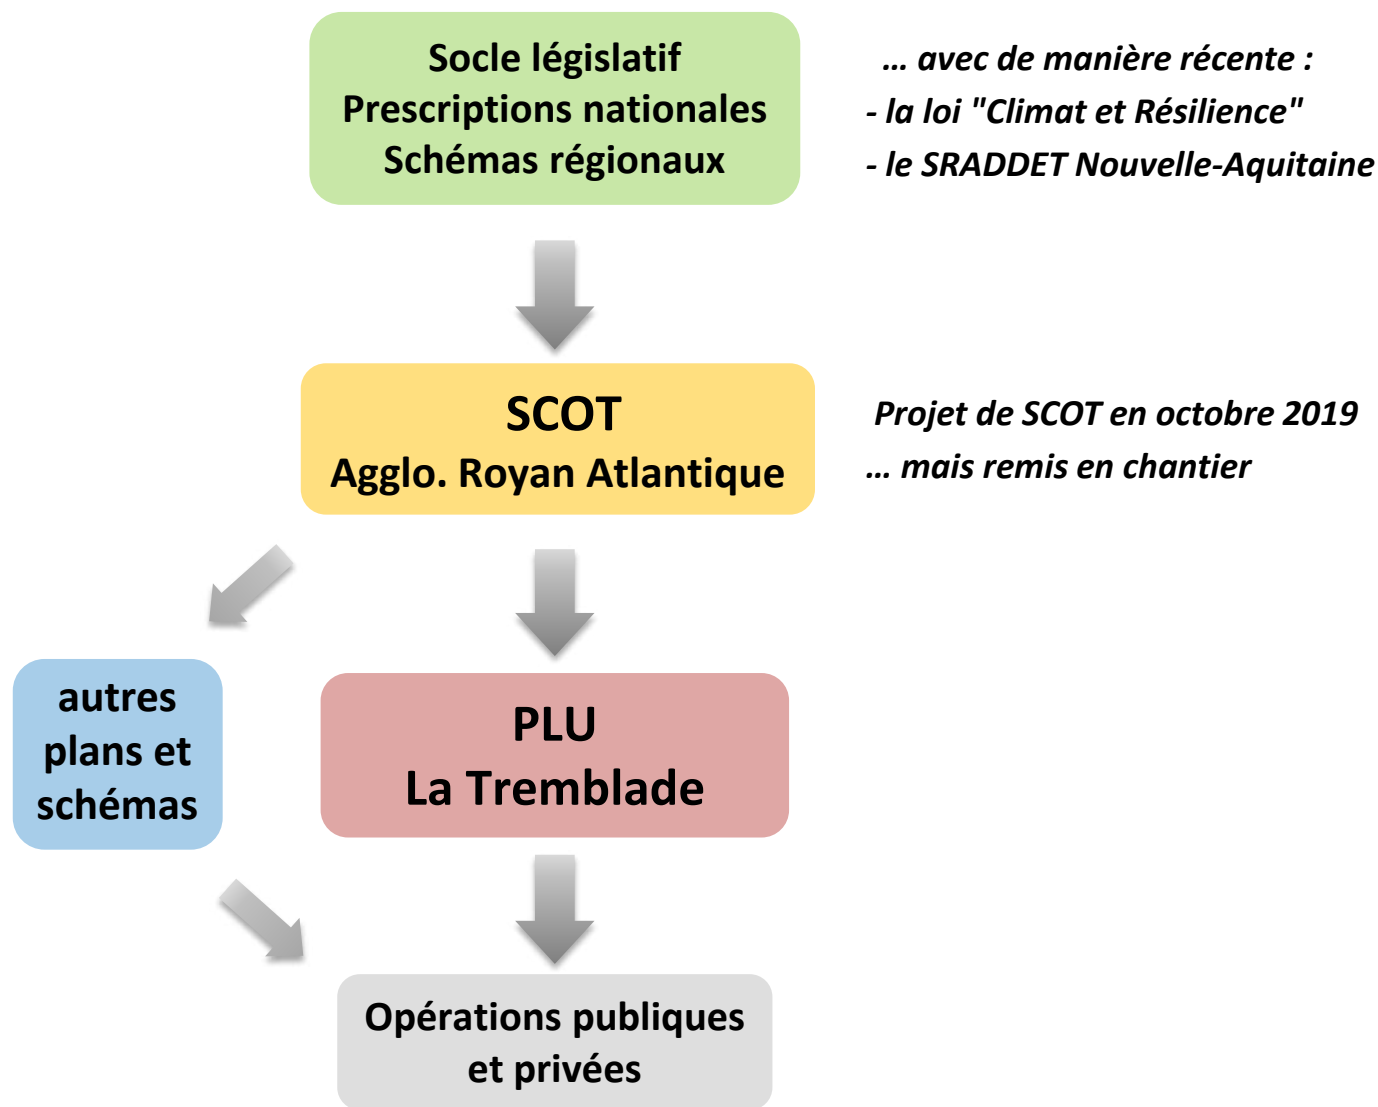 Socle législatif
Prescriptions nationales
Schémas régionaux
... avec de manière récente :
- la loi "Climat et Résilience"
- le SRADDET Nouvelle-Aquitaine
SCOT
Agglo. Royan Atlantique
Projet de SCOT en octobre 2019
... mais remis en chantier
autres
plans et
schémas
PLU
La Tremblade
Opérations publiques
et privées